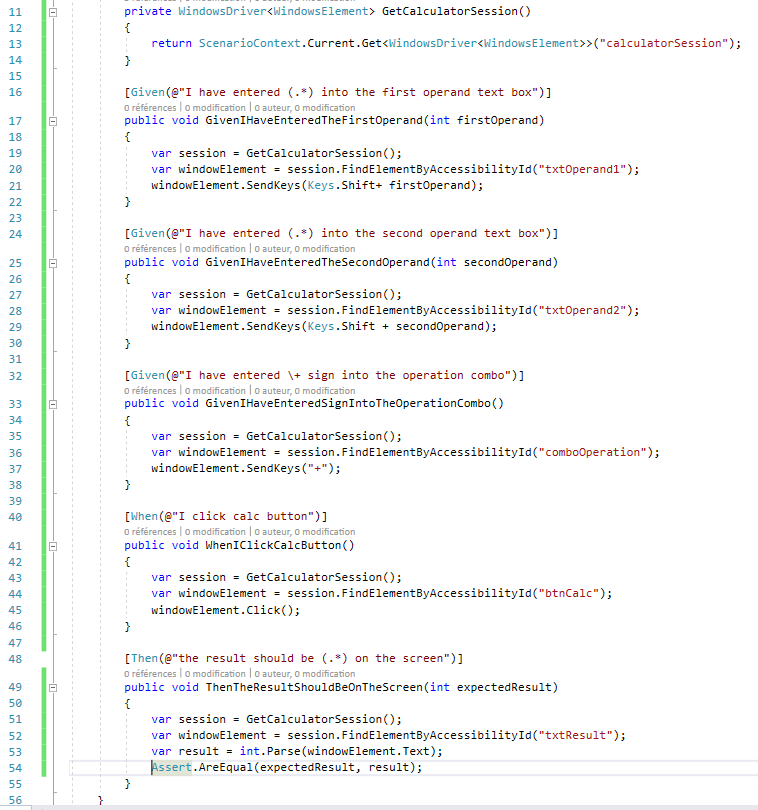 11 private WindowsDriver<WindowsElement> GetCalculatorSession()
12 {
13 return ScenarioContext.Current.Get<WindowsDriver<WindowsElement>>("calculatorSession");
14 }
15
16 [Given(@"I have entered (.*) into the first operand text box")]
0 références | 0 modification | 0 auteur, 0 modification
17 public void GivenIHaveEnteredTheFirstOperand(int firstOperand)
18 {
19 var session = GetCalculatorSession();
20 var windowElement = session.FindElementByAccessibilityId("txtOperand1");
21 windowElement.SendKeys(Keys.Shift+ firstOperand);
22 }
23
24 [Given(@"I have entered (.*) into the second operand text box")]
0 références | 0 modification | 0 auteur, 0 modification
25 public void GivenIHaveEnteredTheSecondOperand(int secondOperand)
26 {
27 var session = GetCalculatorSession();
28 var windowElement = session.FindElementByAccessibilityId("txtOperand2");
29 windowElement.SendKeys(Keys.Shift + secondOperand);
30 }
31
32 [Given(@"I have entered \+ sign into the operation combo")]
0 références | 0 modification | 0 auteur, 0 modification
33 public void GivenIHaveEnteredSignIntoTheOperationCombo()
34 {
35 var session = GetCalculatorSession();
36 var windowElement = session.FindElementByAccessibilityId("comboOperation");
37 windowElement.SendKeys("+");
38 }
39
40 [When(@"I click calc button")]
0 références | 0 modification | 0 auteur, 0 modification
41 public void WhenIClickCalcButton()
42 {
43 var session = GetCalculatorSession();
44 var windowElement = session.FindElementByAccessibilityId("btnCalc");
45 windowElement.Click();
46 }
47
48 [Then(@"the result should be (.*) on the screen")]
0 références | 0 modification | 0 auteur, 0 modification
49 public void ThenTheResultShouldBeOnTheScreen(int expectedResult)
50 {
51 var session = GetCalculatorSession();
52 var windowElement = session.FindElementByAccessibilityId("txtResult");
53 var result = int.Parse(windowElement.Text);
54 Assert.AreEqual(expectedResult, result);
55 }
56 }